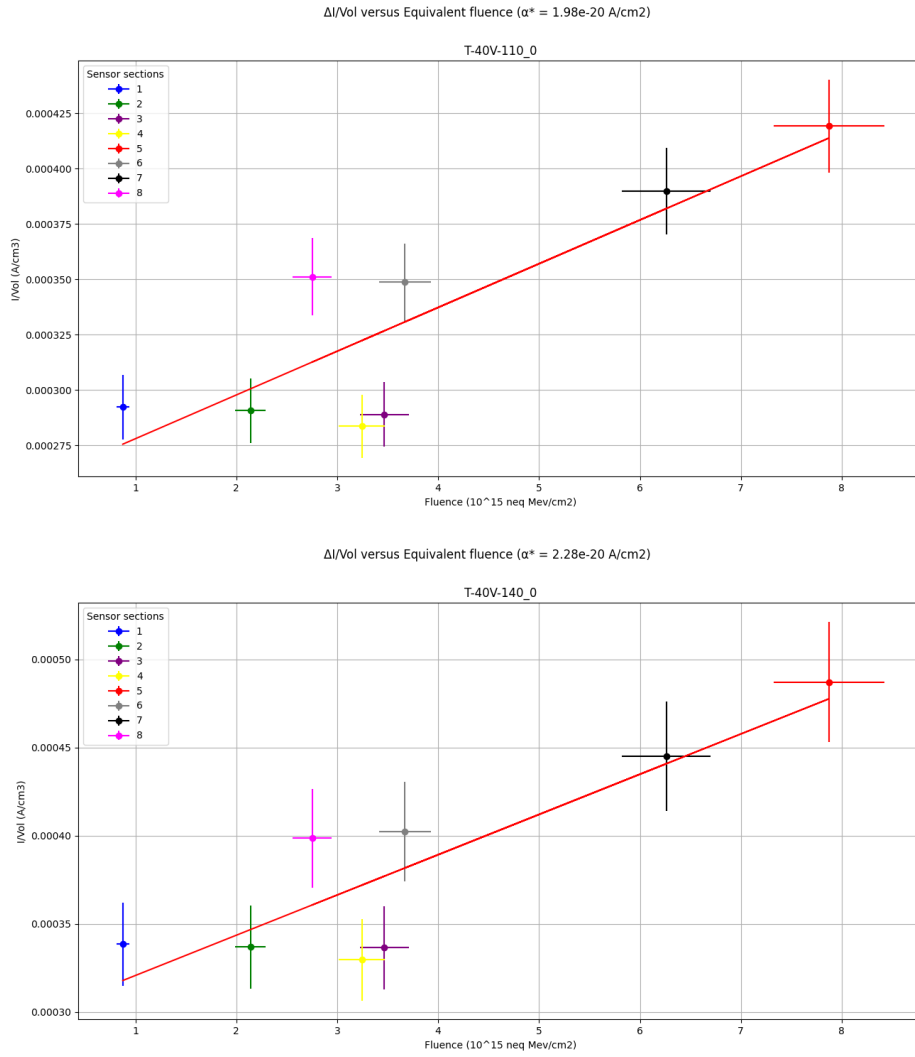 ΔI/Vol versus Equivalent fluence (α* = 1.98e-20 A/cm2)
T-40V-110_0
Sensor sections
1
2
3
4
5
6
7
8
0.000425
0.000400
0.000375
0.000350
0.000325
0.000300
0.000275
I/Vol (A/cm3)
1 2 3 4 5 6 7 8
Fluence (10^15 neq Mev/cm2)
ΔI/Vol versus Equivalent fluence (α* = 2.28e-20 A/cm2)
T-40V-140_0
Sensor sections
1
2
3
4
5
6
7
8
0.00050
0.00045
0.00040
0.00035
0.00030
I/Vol (A/cm3)
1 2 3 4 5 6 7 8
Fluence (10^15 neq Mev/cm2)